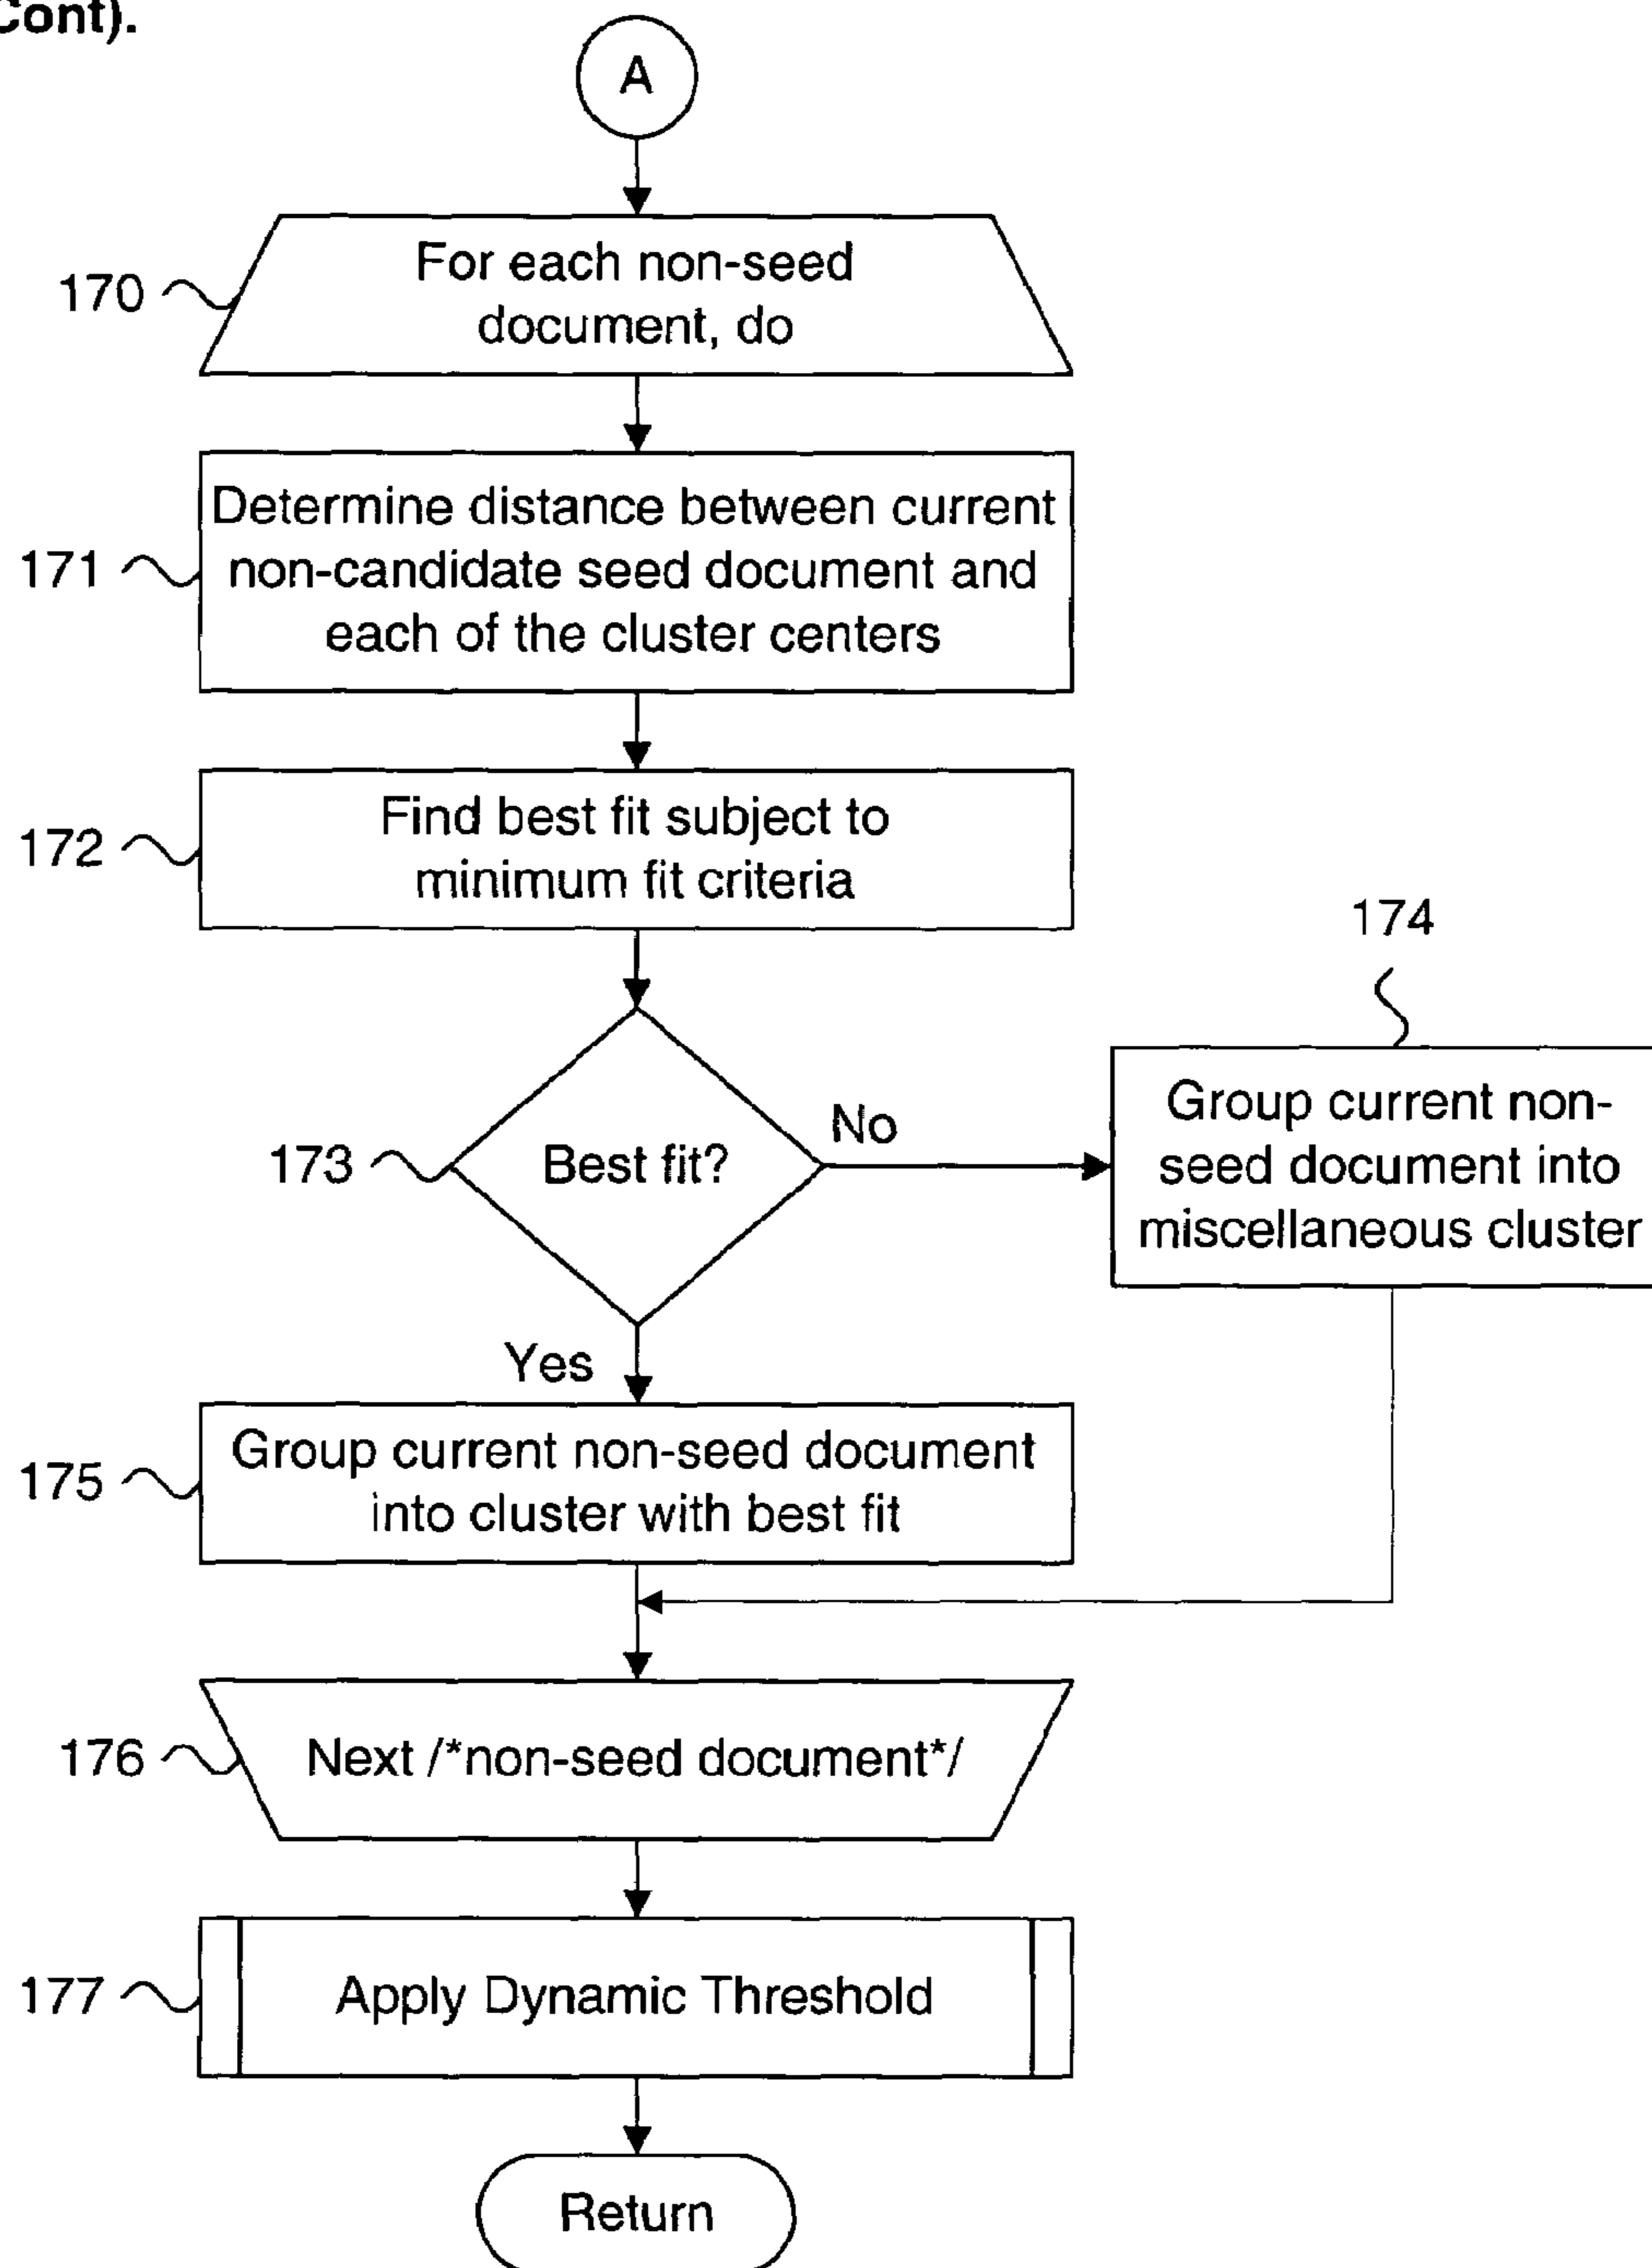 Cont).
A
170
For each non-seed
document, do
171
Determine distance between current
non-candidate seed document and
each of the cluster centers
172
Find best fit subject to
minimum fit criteria
174
173
Best fit?
No
Group current non-
seed document into
miscellaneous cluster
Yes
175
Group current non-seed document
into cluster with best fit
176
Next /*non-seed document*/
177
Apply Dynamic Threshold
Return